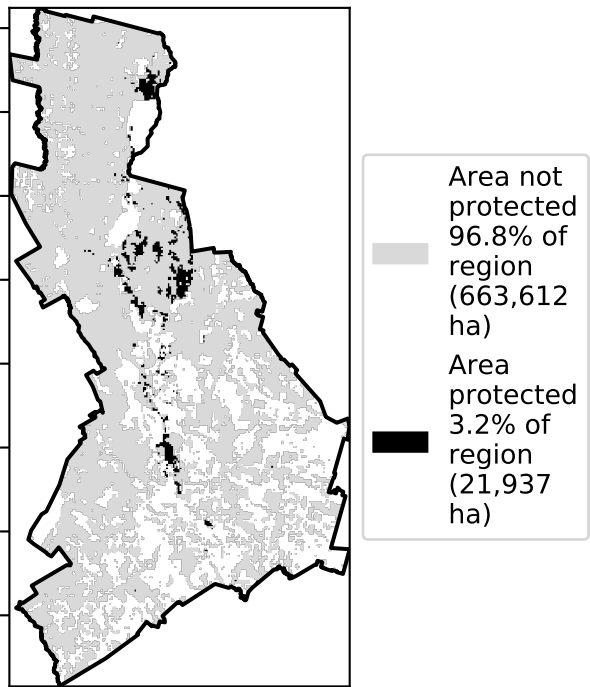 Area not
protected
96.8% of
region
(663,612
ha)
Area
protected
3.2% of
region
(21,937
ha)